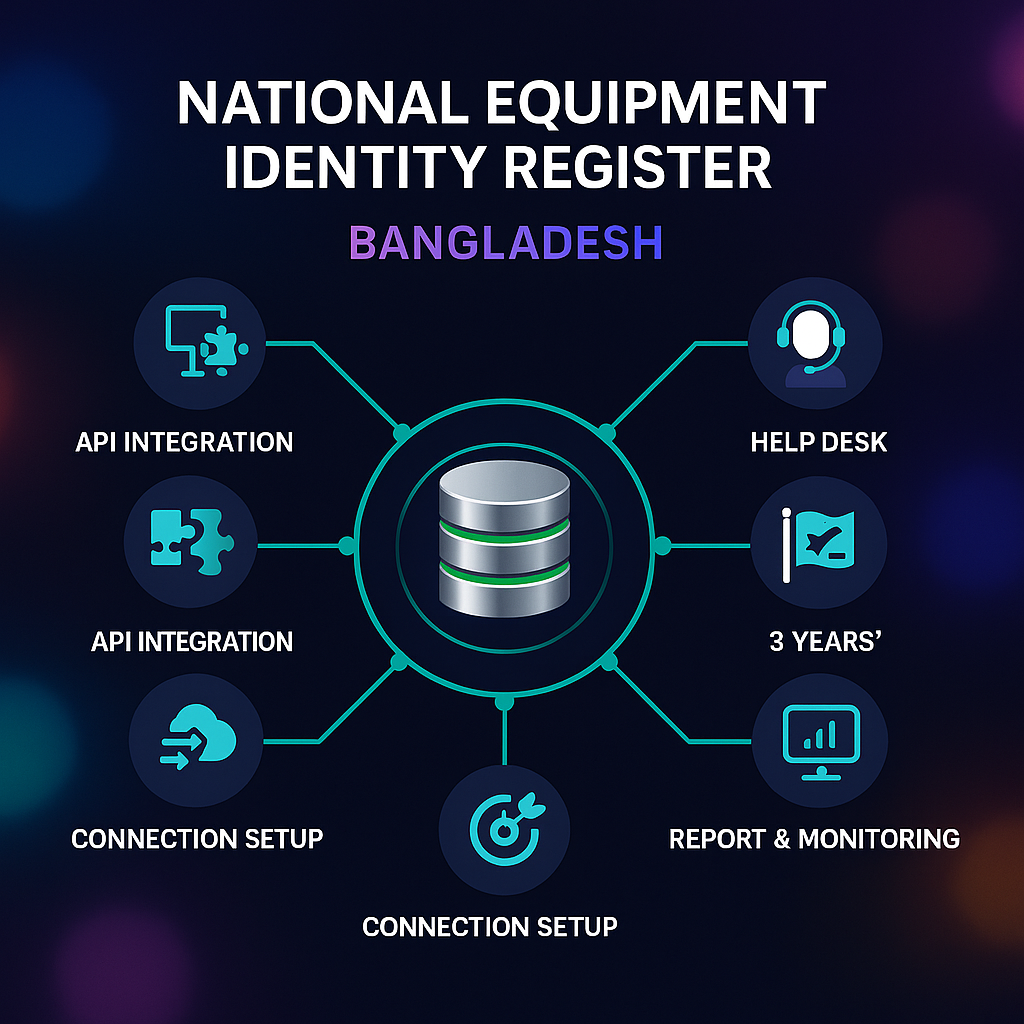 NATIONAL EQUIPMENT
IDENTITY REGISTER
BANGLADESH
API INTEGRATION
HELP DESK
API INTEGRATION
3 YEARS’
CONNECTION SETUP
REPORT & MONITORING
CONNECTION SETUP